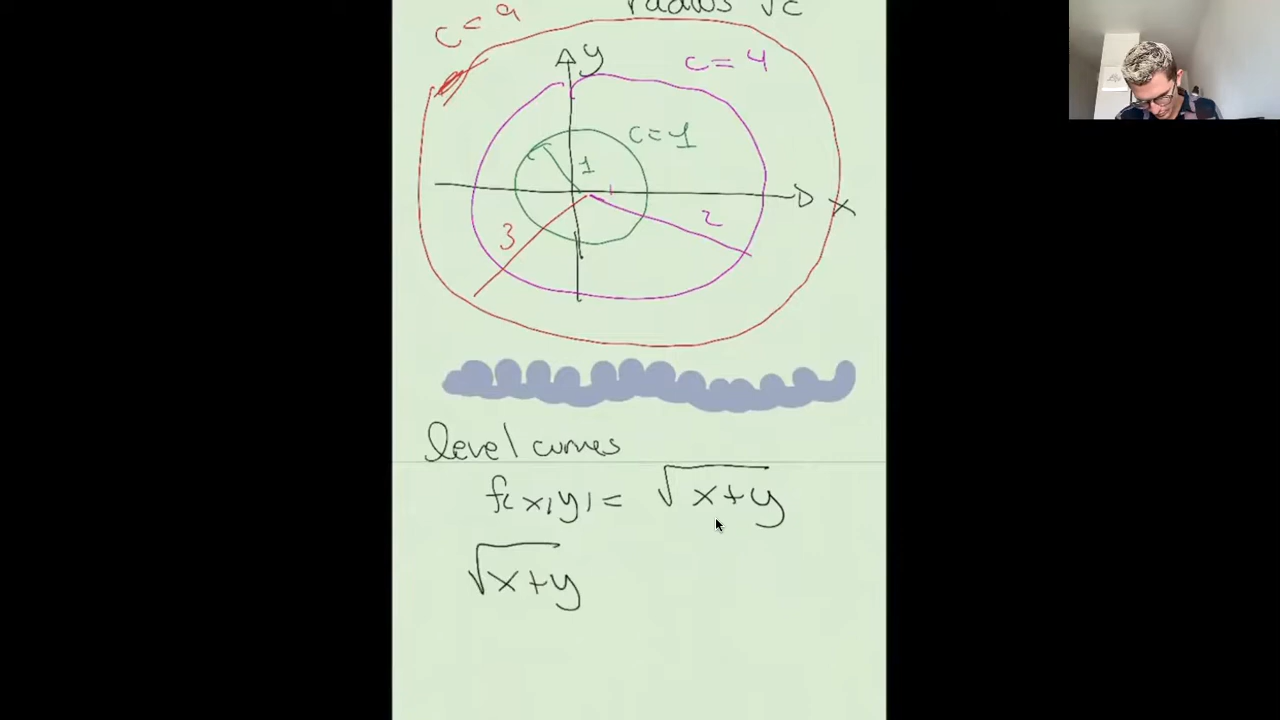 radius √c
c = 9
y
c = 4
c = 1
1
x
2
3
level curves
f(x,y) = √x+y
√x+y